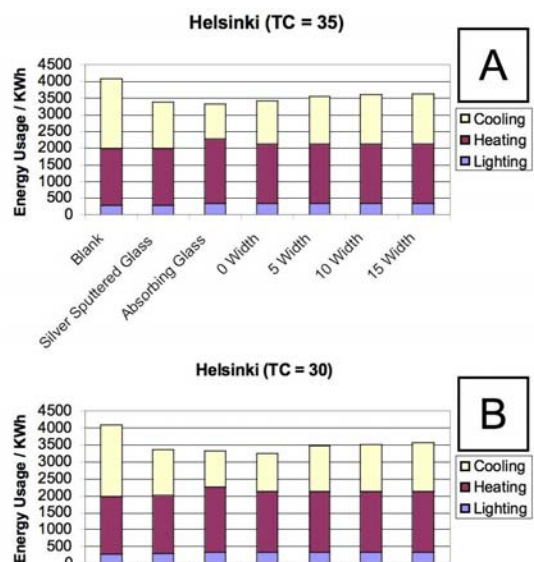 Helsinki (TC = 35)
A
Energy Usage / KWh
4500
4000
3500
3000
2500
2000
1500
1000
500
0
Cooling
Heating
Lighting
Blank
Silver Sputtered Glass
Absorbing Glass
0 Width
5 Width
10 Width
15 Width
Helsinki (TC = 30)
B
Energy Usage / KWh
4500
4000
3500
3000
2500
2000
1500
1000
500
0
Cooling
Heating
Lighting